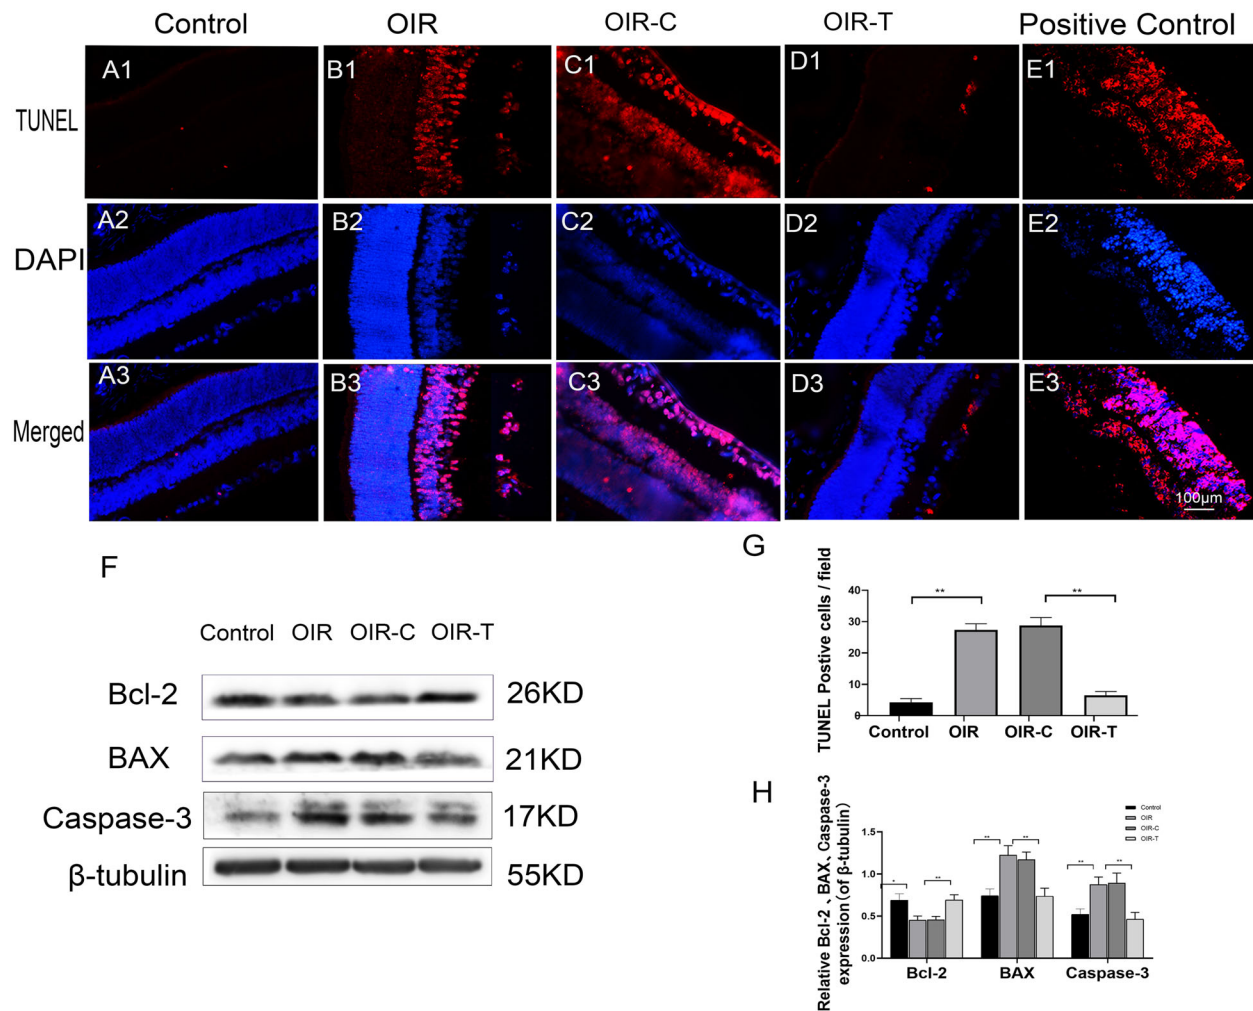 Control OIR OIR-C OIR-T Positive Control
A1 B1 C1 D1 E1
TUNEL
A2 B2 C2 D2 E2
DAPI
A3 B3 C3 D3 E3
Merged
100μm
F
Control OIR OIR-C OIR-T
Bcl-2 26KD
BAX 21KD
Caspase-3 17KD
β-tubulin 55KD
G
TUNEL Postive cells / field
40
30
20
10
0
** **
Control OIR OIR-C OIR-T
H
Relative Bcl-2 、BAX、Caspase-3
expression(of β-tubulin)
Control
OIR
OIR-C
OIR-T
1.5
1.0
0.5
0.0
* ** ** ** ** **
Bcl-2 BAX Caspase-3